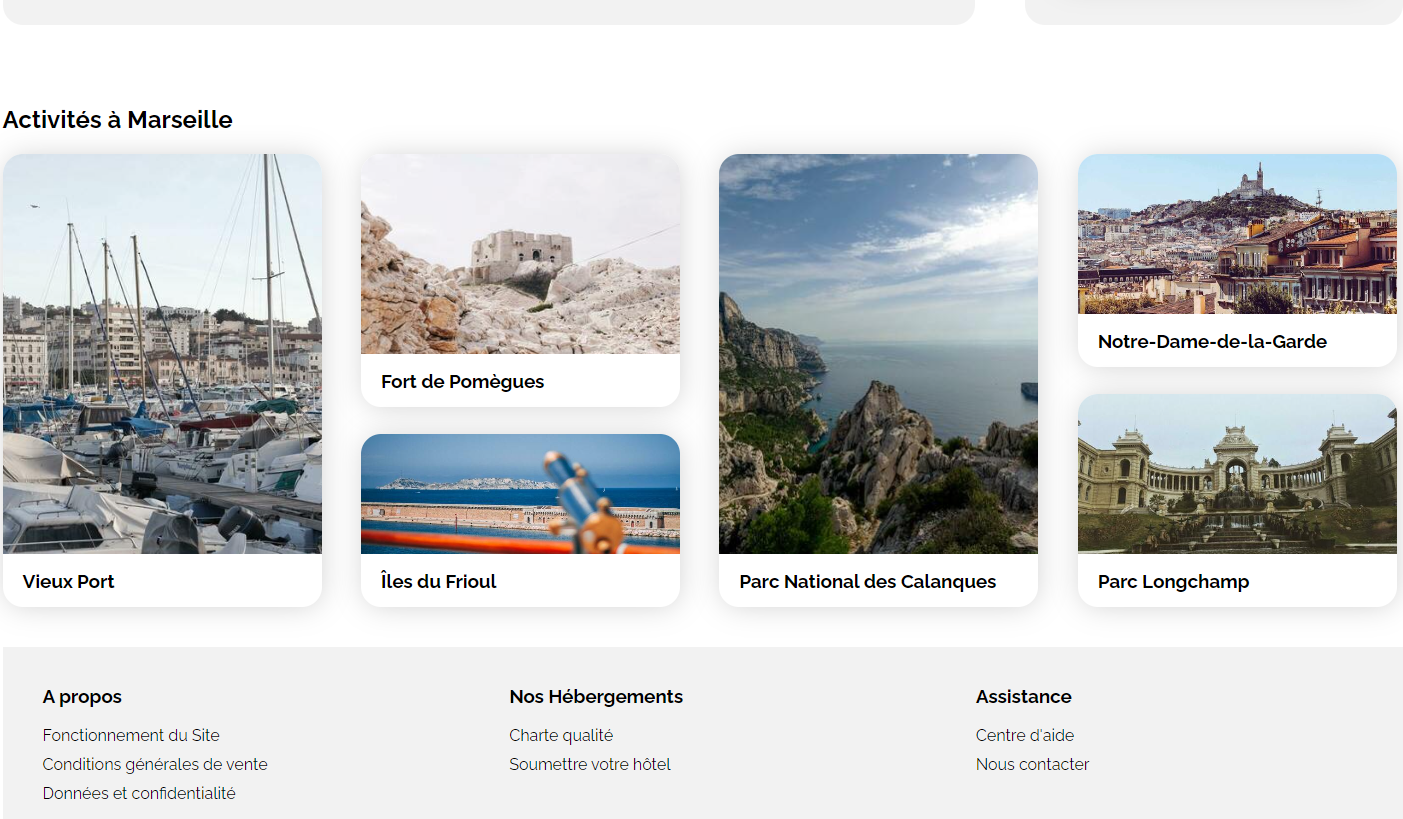 Activités à Marseille
Vieux Port
Fort de Pomègues
Îles du Frioul
Parc National des Calanques
Notre-Dame-de-la-Garde
Parc Longchamp
A propos
Fonctionnement du Site
Conditions générales de vente
Données et confidentialité
Nos Hébergements
Charte qualité
Soumettre votre hôtel
Assistance
Centre d'aide
Nous contacter